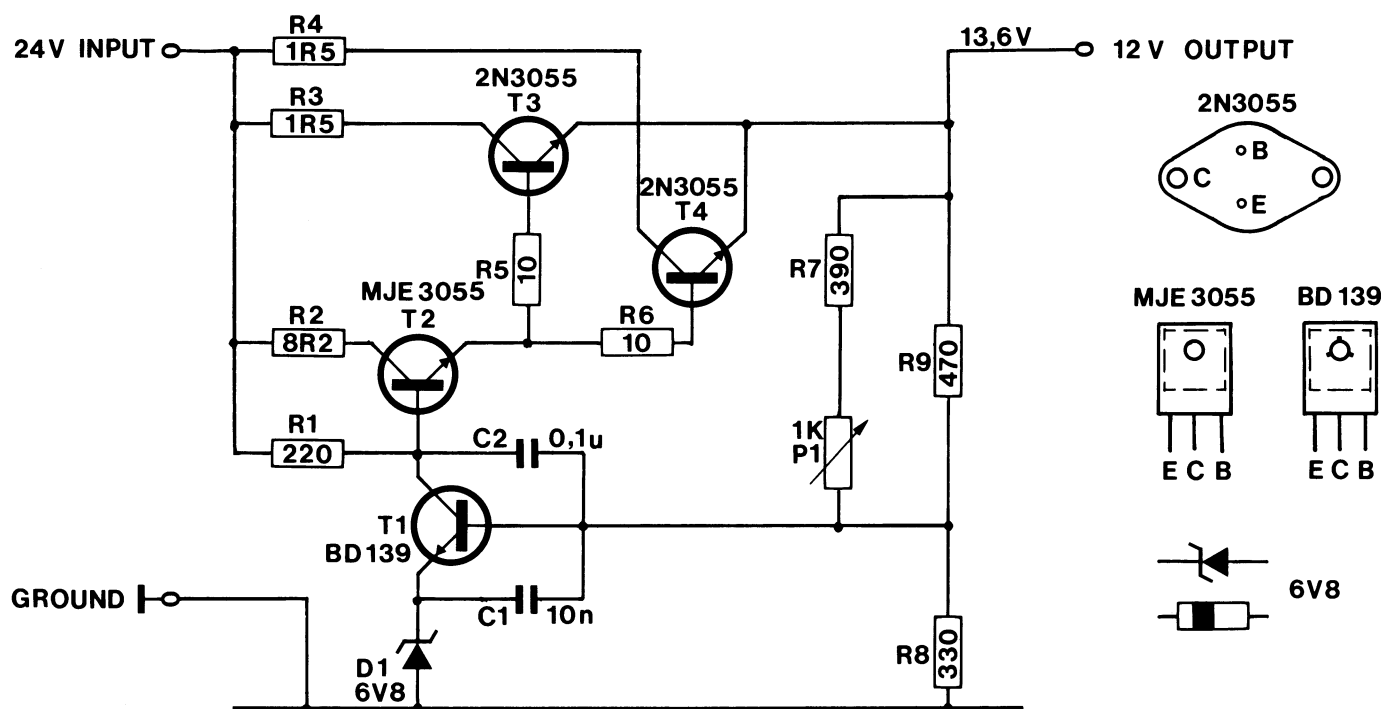 R4
24V INPUT
1R5
13,6V
12V OUTPUT
2N3055
T3
R3
1R5
2N3055
B
C
E
2N3055
T4
R5
10
R7
390
MJE3055
T2
R2
8R2
R6
10
MJE 3055
BD 139
R9
470
R1
220
C2
0,1u
1K
P1
E C B
E C B
T1
BD139
GROUND
C1
10n
6V8
R8
330
D1
6V8